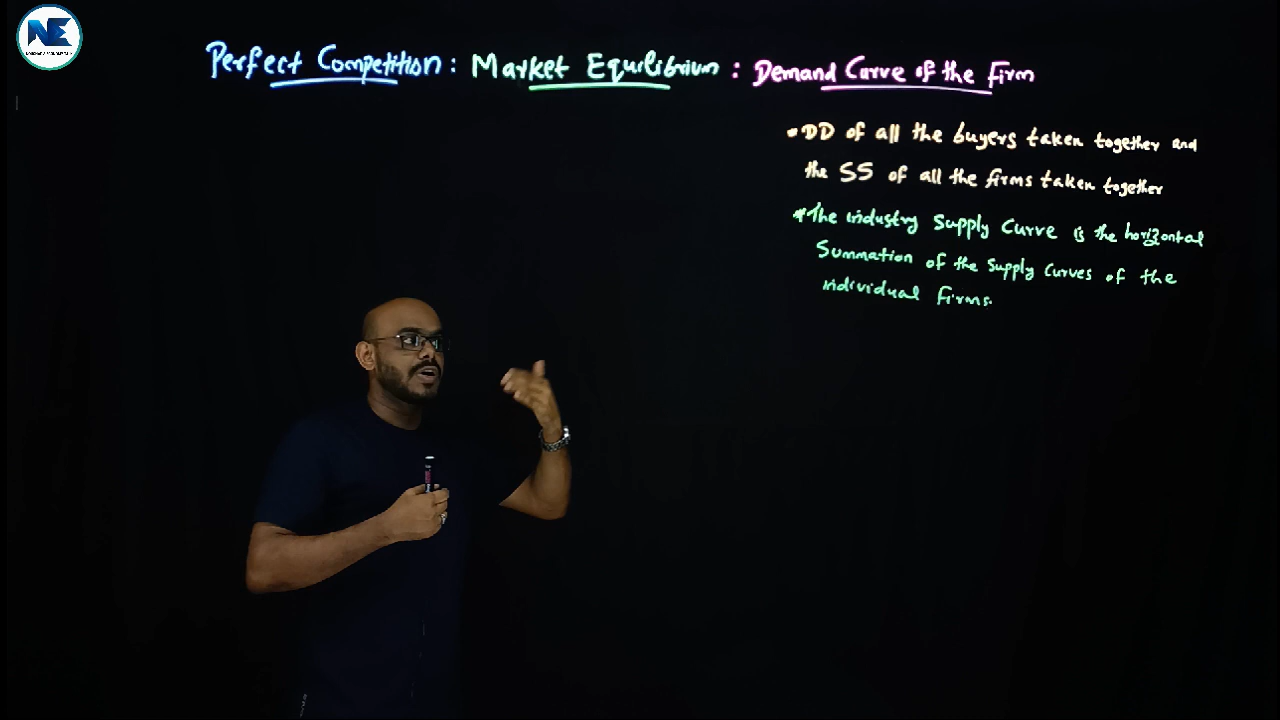 NE
Perfect Competition : Market Equilibrium : Demand Curve of the Firm
• DD of all the buyers taken together and
the SS of all the firms taken together
• The industry Supply Curve is the horizontal
Summation of the Supply Curves of the
individual Firms.